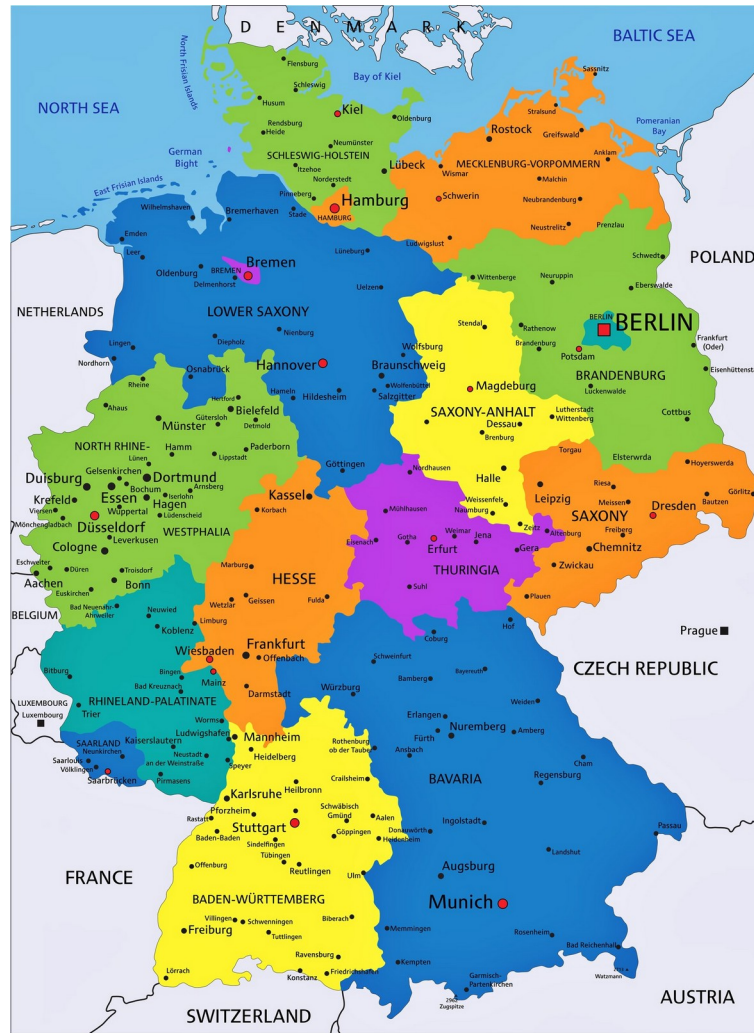 DENMARK
BALTIC SEA
NORTH SEA
North Frisian Islands
Flensburg
Schleswig
Bay of Kiel
Sassnitz
Husum
Kiel
Oldenburg
Stralsund
Pomeranian
Bay
Rendsburg
Heide
Neumünster
Rostock
Greifswald
German
Bight
SCHLESWIG-HOLSTEIN
Itzehoe
Lübeck
Wismar
MECKLENBURG-VORPOMMERN
Anklam
East Frisian Islands
Norderstedt
Malchin
Pinneberg
Hamburg
HAMBURG
Schwerin
Neubrandenburg
Wilhelmshaven
Bremerhaven
Stade
Neustrelitz
Prenzlau
Emden
Leer
Lüneburg
Ludwigslust
POLAND
Bremen
BREMEN
Oldenburg
Delmenhorst
Uelzen
Wittenberge
Neuruppin
Schwedt
Eberswalde
NETHERLANDS
LOWER SAXONY
Nienburg
Diepholz
Stendal
Rathenow
BERLIN
BERLIN
Brandenburg
Potsdam
Frankfurt
(Oder)
Lingen
Nordhorn
Osnabrück
Hannover
Wolfsburg
Braunschweig
Wolfenbüttel
Salzgitter
Magdeburg
BRANDENBURG
Luckenwalde
Eisenhüttenstadt
Rheine
Hertford
Hameln
Hildesheim
Ahaus
Münster
Gütersloh
Bielefeld
Detmold
SAXONY-ANHALT
Dessau
Brenburg
Lutherstadt
Wittenberg
Cottbus
NORTH RHINE-
WESTPHALIA
Hamm
Paderborn
Lünen
Lippstadt
Göttingen
Nordhausen
Torgau
Elsterwrda
Hoyerswerda
Duisburg
Gelsenkirchen
Dortmund
Bochum
Essen
Iserlohn
Arnsberg
Kassel
Halle
Leipzig
Riesa
Meissen
Görlitz
Bautzen
Krefeld
Viersen
Mönchengladbach
Wuppertal
Hagen
Lüdenscheid
Korbach
Mühlhausen
Weissenfels
Naumburg
Zeitz
SAXONY
Dresden
Düsseldorf
Leverkusen
Cologne
Eisenach
Gotha
Erfurt
Weimar
Jena
Gera
Altenburg
Freiberg
Chemnitz
Zwickau
Eschweiter
Aachen
Düren
Troisdorf
Bonn
Euskirchen
Marburg
HESSE
THURINGIA
Suhl
Plauen
BELGIUM
Bad Neuenahr-
Ahrweiler
Neuwied
Koblenz
Limburg
Wetzlar
Geissen
Fulda
Coburg
Hof
Prague
Wiesbaden
Mainz
Frankfurt
Offenbach
Schweinfurt
Bamberg
Bayreuth
CZECH REPUBLIC
Bitburg
Bingen
Bad Kreuznach
Darmstadt
Würzburg
LUXEMBOURG
Luxembourg
RHINELAND-PALATINATE
Trier
Worms
Weiden
SAARLAND
Neunkirchen
Saarlouis
Völklingen
Saarbrücken
Kaiserslautern
Ludwigshafen
Mannheim
Neustadt
an der Weinstraße
Speyer
Heidelberg
Pirmasens
Rothenburg
ob der Tauber
Erlangen
Fürth
Nuremberg
Amberg
Ansbach
BAVARIA
Cham
Regensburg
Karlsruhe
Heilbronn
Crailsheim
Pforzheim
Rastatt
Baden-Baden
Stuttgart
Schwäbisch
Gmünd
Aalen
Göppingen
Heidenheim
Donauwörth
Ingolstadt
Passau
Sindelfingen
Tübingen
Offenburg
Reutlingen
Landshut
FRANCE
Ulm
Augsburg
BADEN-WÜRTTEMBERG
Munich
Villingen
Schwenningen
Freiburg
Tuttlingen
Biberach
Memmingen
Rosenheim
Bad Reichenhall
Ravensburg
Lörrach
Konstanz
Friedrichshafen
Kempten
Garmisch-
Partenkirchen
Watzmann
2962
Zugspitze
SWITZERLAND
AUSTRIA